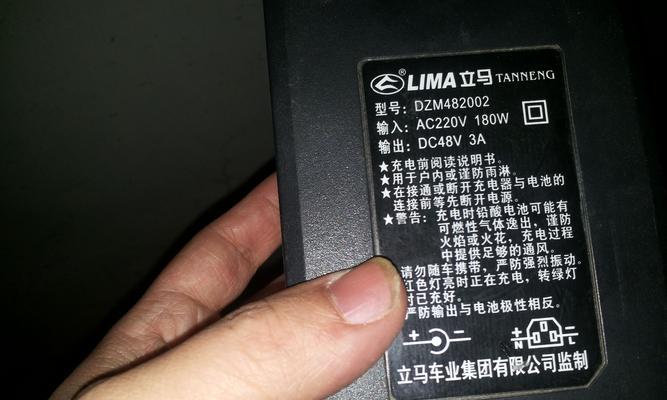 ® LIMA立马 TANNENG
型号：DZM482002
输入：AC220V 180W
输出：DC48V 3A
★充电前阅读说明书。
★用于户内或谨防雨淋。
★在接通或断开充电器与电池的
连接前等先断开电源。
★警告：充电时铅酸电池可能有
可燃性气体逸出，谨防
火焰或火花，充电过程
中提供足够的通风。
请勿随车携带，严防强烈振动。
红色灯亮时正在充电，转绿灯
时已充好。
严防输出与电池极性相反。
+ − N L
立马车业集团有限公司监制